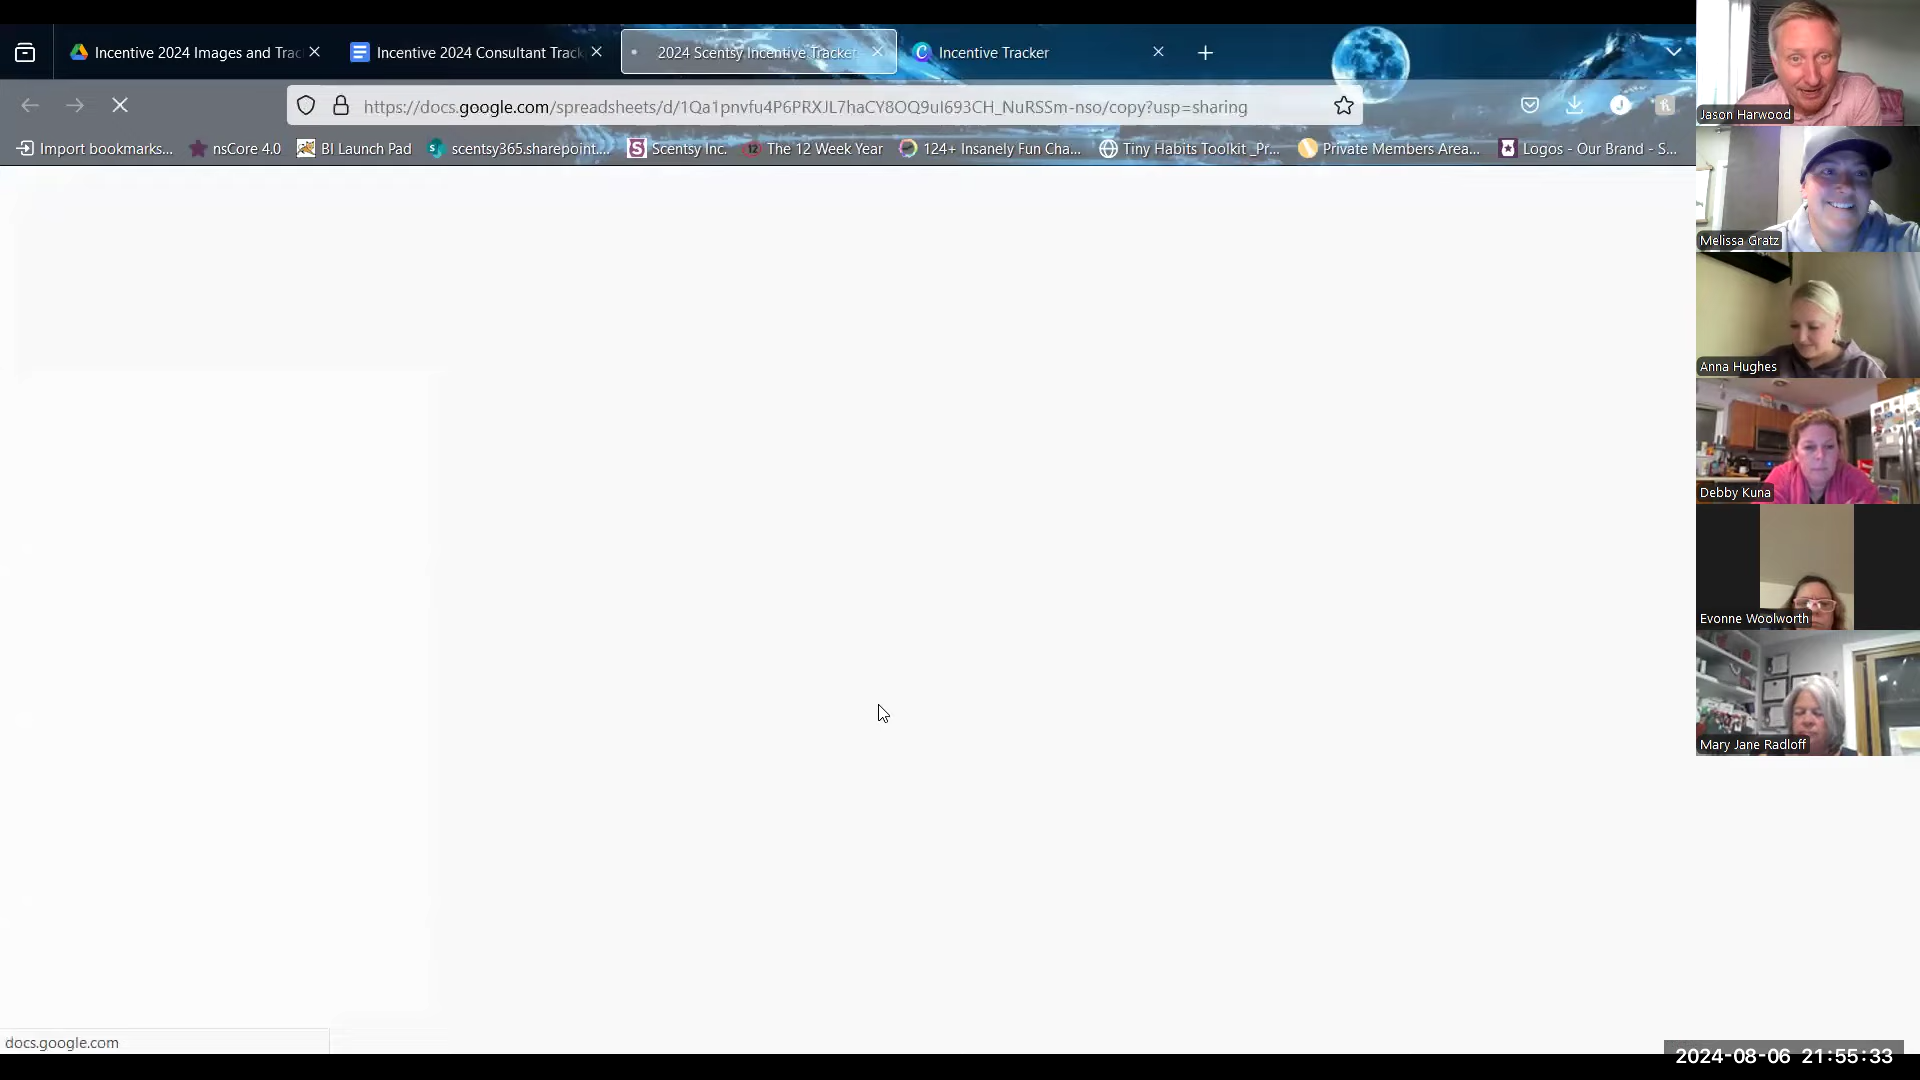 Incentive 2024 Images and Trac
Incentive 2024 Consultant Track
2024 Scentsy Incentive Tracker
Incentive Tracker
https://docs.google.com/spreadsheets/d/1Qa1pnvfu4P6PRXJL7haCY8OQ9uI693CH_NuRSSm-nso/copy?usp=sharing
Import bookmarks...
nsCore 4.0
BI Launch Pad
scentsy365.sharepoint....
Scentsy Inc.
The 12 Week Year
124+ Insanely Fun Cha...
Tiny Habits Toolkit _Pr...
Private Members Area...
Logos - Our Brand - S...
Jason Harwood
Melissa Gratz
Anna Hughes
Debby Kuna
Evonne Woolworth
Mary Jane Radloff
docs.google.com
2024-08-06 21:55:33